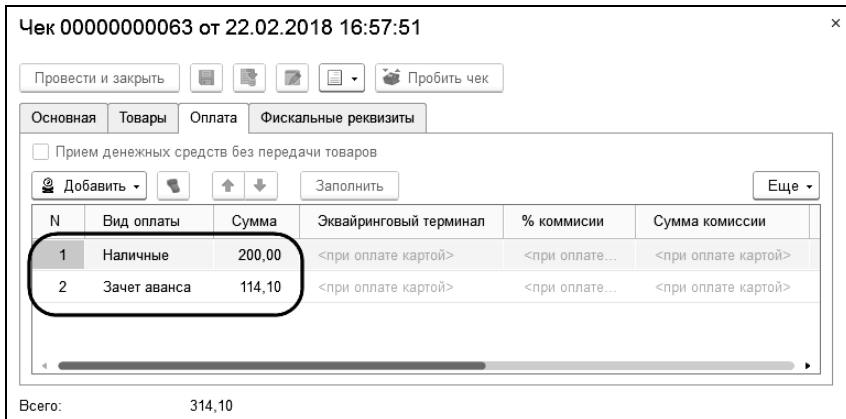 Чек 00000000063 от 22.02.2018 16:57:51 ×
Провести и закрыть Пробить чек
Основная Товары Оплата Фискальные реквизиты
Прием денежных средств без передачи товаров
Добавить Заполнить Еще
N Вид оплаты Сумма Эквайринговый терминал % коммисии Сумма комиссии
1 Наличные 200,00 <при оплате картой> <при оплате... <при оплате картой>
2 Зачет аванса 114,10 <при оплате картой> <при оплате... <при оплате картой>
Всего: 314,10